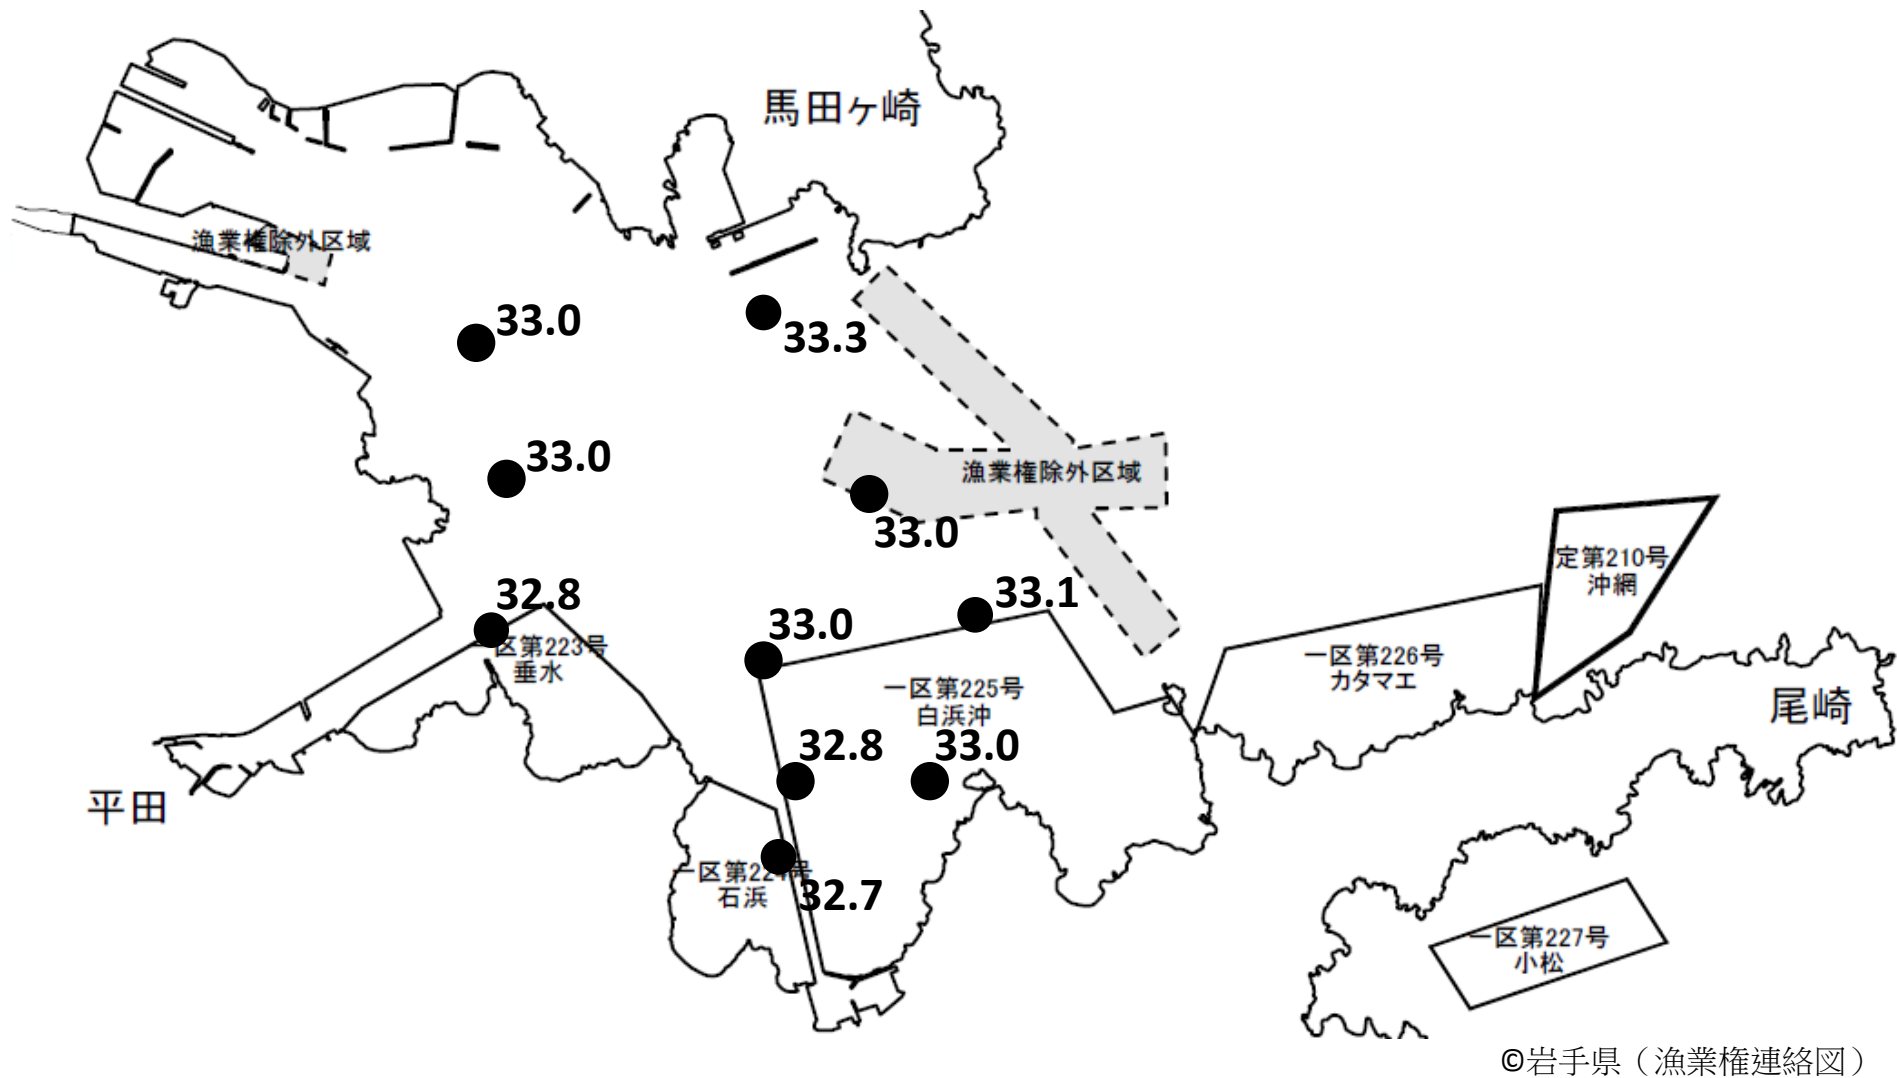 馬田ヶ崎
漁業権除外区域
33.0
33.3
33.0
漁業権除外区域
33.0
定第210号
沖網
32.8
33.1
33.0
一区第223号
垂水
一区第226号
カタマエ
一区第225号
白浜沖
尾崎
32.8
33.0
平田
一区第224号
石浜
32.7
一区第227号
小松
©岩手県（漁業権連絡図）